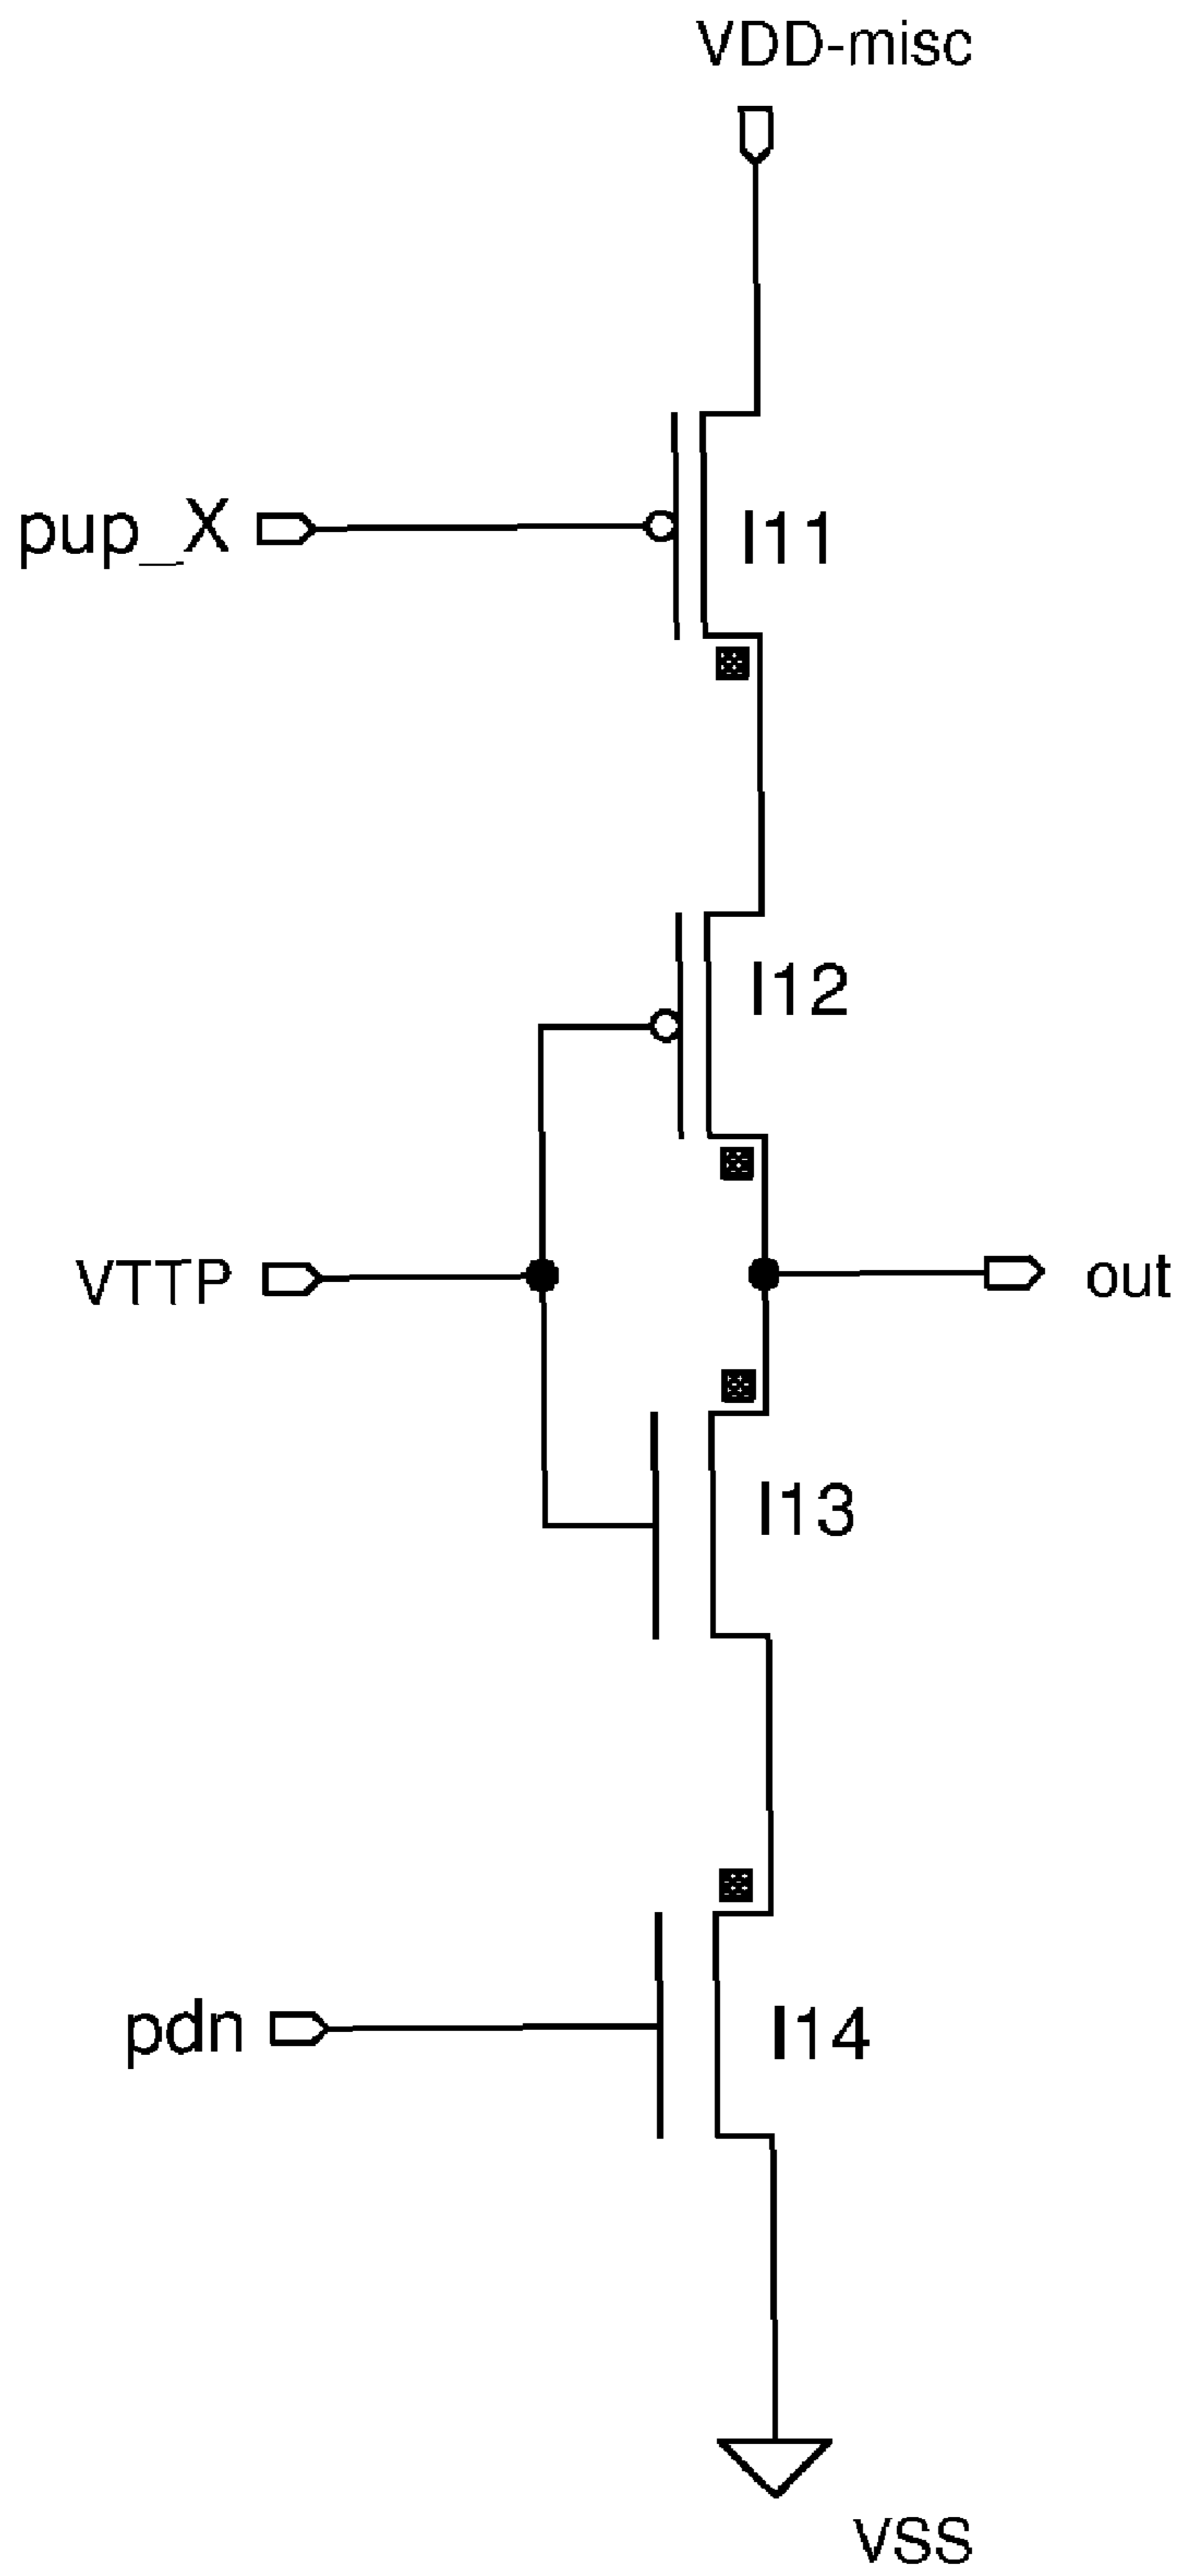 VDD-misc
pup_X
I11
I12
VTTP
out
I13
pdn
I14
VSS